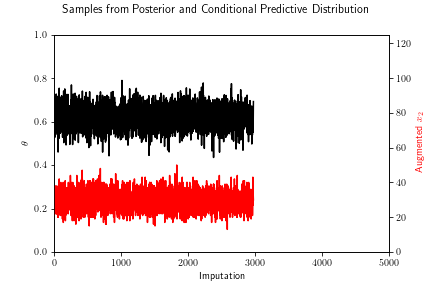 Samples from Posterior and Conditional Predictive Distribution
1.0
0.8
0.6
0.4
0.2
0.0
θ
120
100
80
60
40
20
0
Augmented x₂
0 1000 2000 3000 4000 5000
Imputation